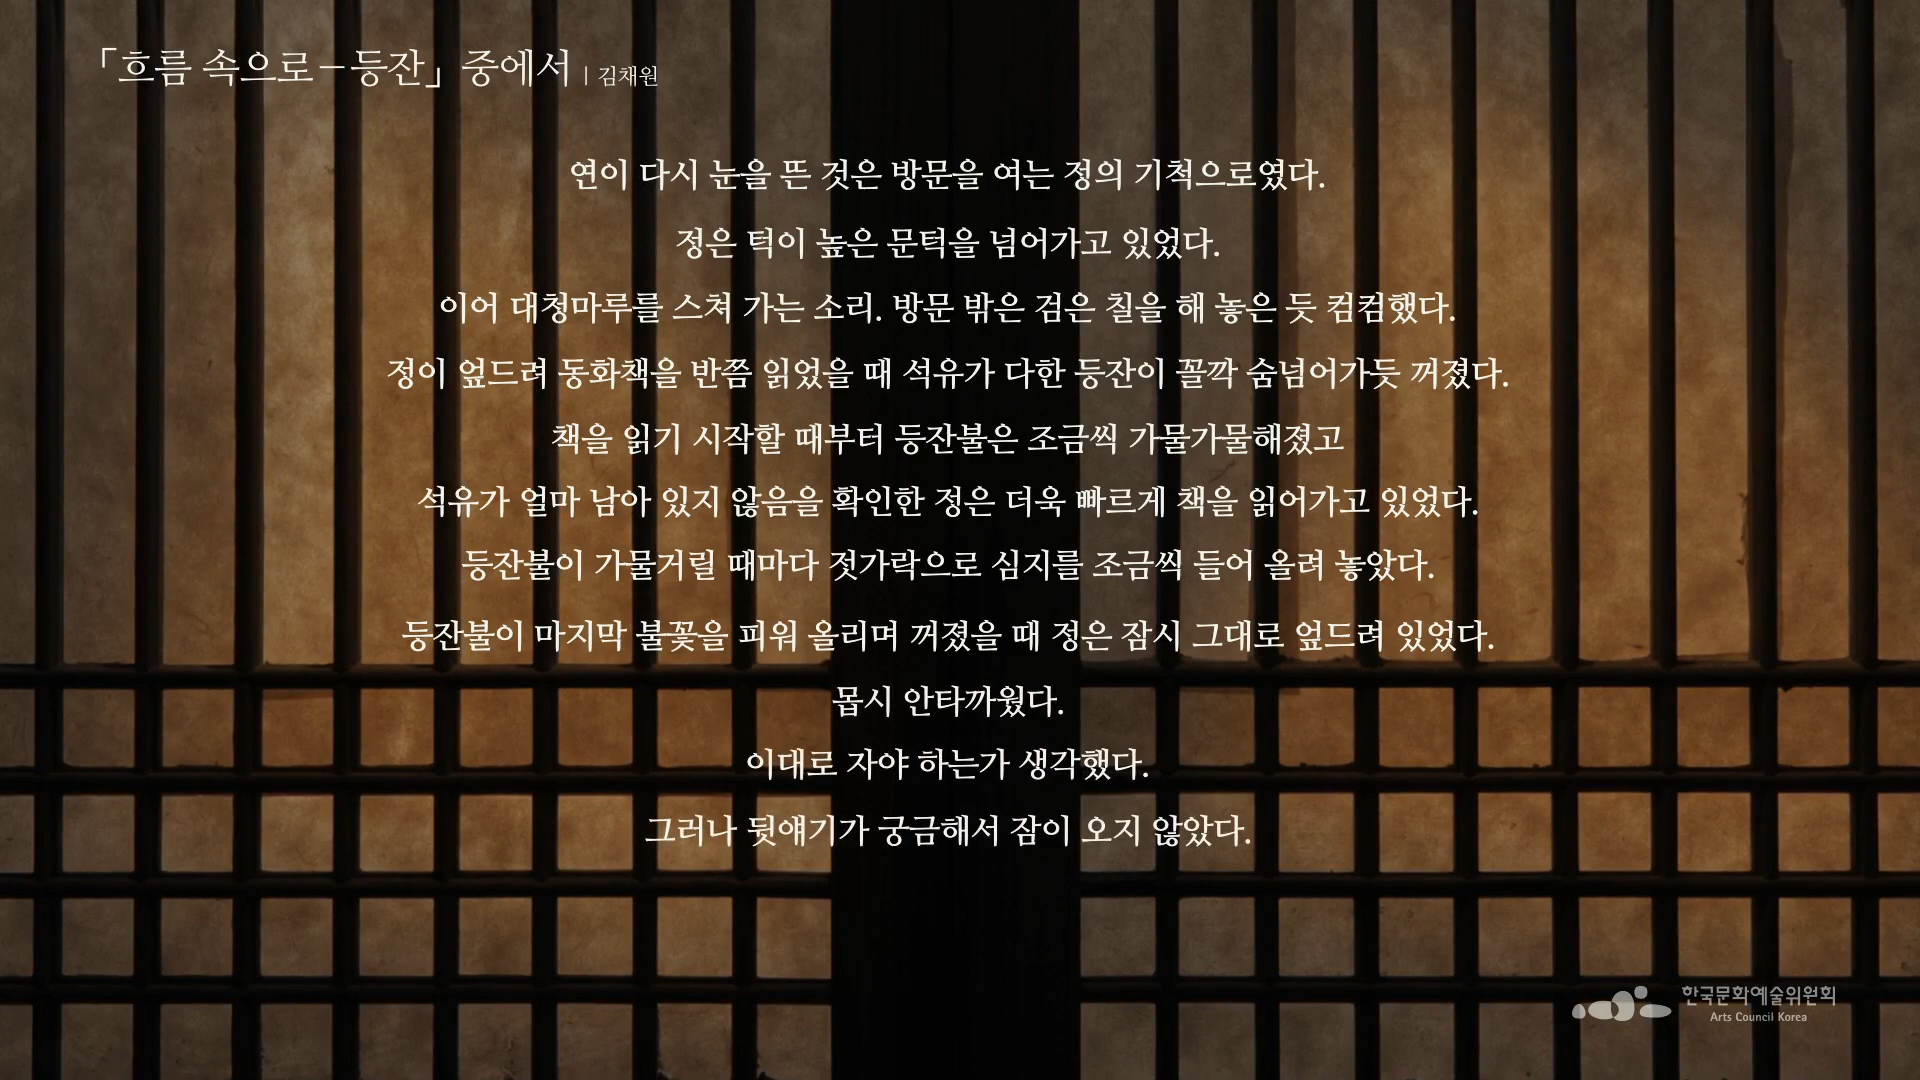 「흐름 속으로－등잔」 중에서 | 김채원
연이 다시 눈을 뜬 것은 방문을 여는 정의 기척으로였다.
정은 턱이 높은 문턱을 넘어가고 있었다.
이어 대청마루를 스쳐 가는 소리. 방문 밖은 검은 칠을 해 놓은 듯 컴컴했다.
정이 엎드려 동화책을 반쯤 읽었을 때 석유가 다한 등잔이 꼴깍 숨넘어가듯 꺼졌다.
책을 읽기 시작할 때부터 등잔불은 조금씩 가물가물해졌고
석유가 얼마 남아 있지 않음을 확인한 정은 더욱 빠르게 책을 읽어가고 있었다.
등잔불이 가물거릴 때마다 젓가락으로 심지를 조금씩 들어 올려 놓았다.
등잔불이 마지막 불꽃을 피워 올리며 꺼졌을 때 정은 잠시 그대로 엎드려 있었다.
몹시 안타까웠다.
이대로 자야 하는가 생각했다.
그러나 뒷얘기가 궁금해서 잠이 오지 않았다.
한국문화예술위원회
Arts Council Korea